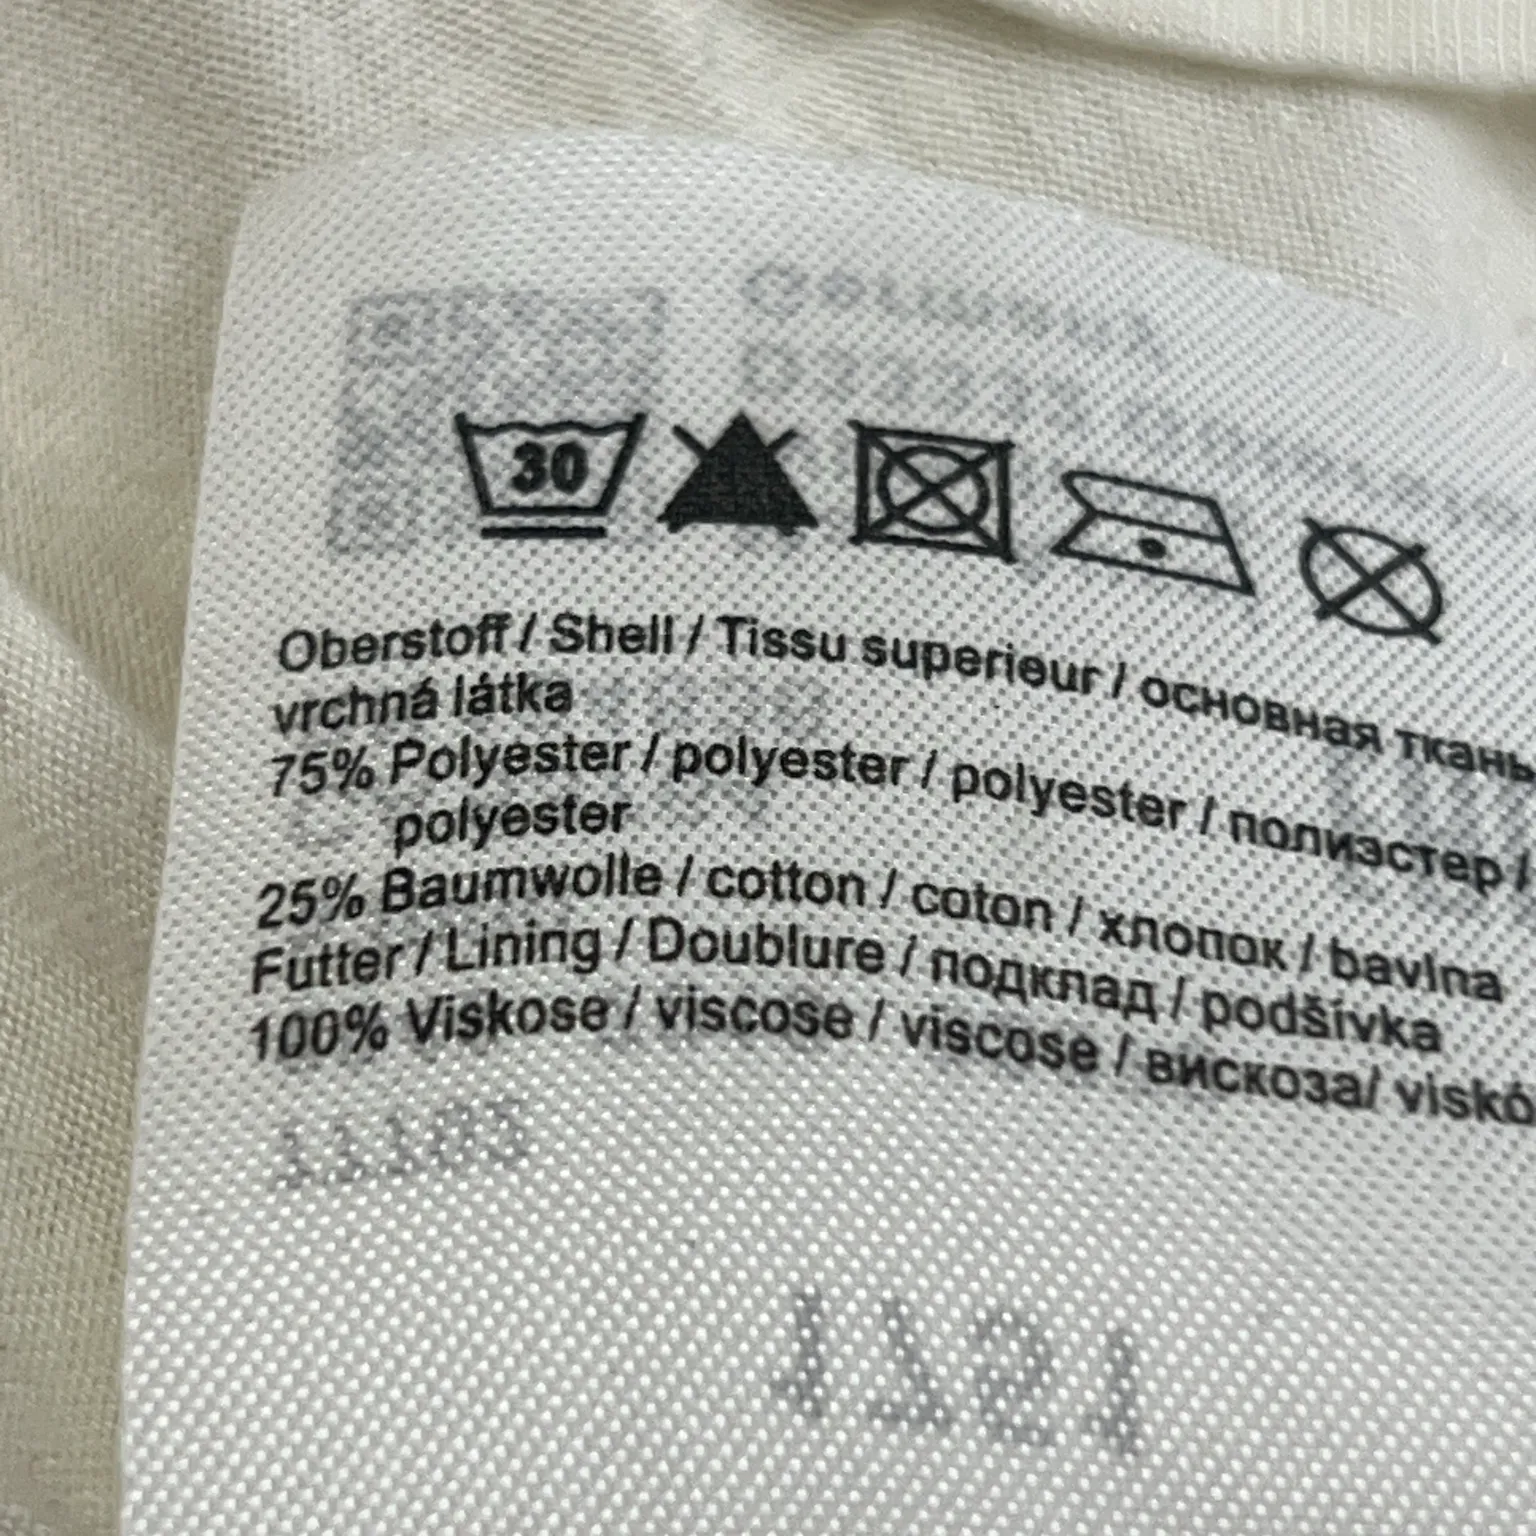 30
Oberstoff / Shell / Tissu superieur / основная ткань
vrchná látka
75% Polyester / polyester / polyester / полиэстер /
polyester
25% Baumwolle / cotton / coton / хлопок / bavlna
Futter / Lining / Doublure / подклад / podšívka
100% Viskose / viscose / viscose / вискоза/ viskó